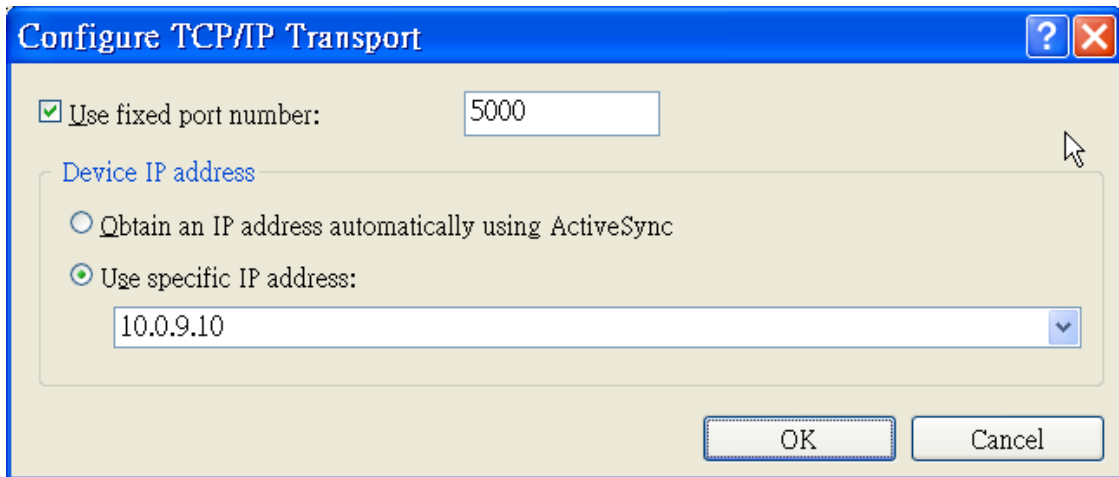 Configure TCP/IP Transport
Use fixed port number: 5000
Device IP address
Obtain an IP address automatically using ActiveSync
Use specific IP address:
10.0.9.10
OK Cancel